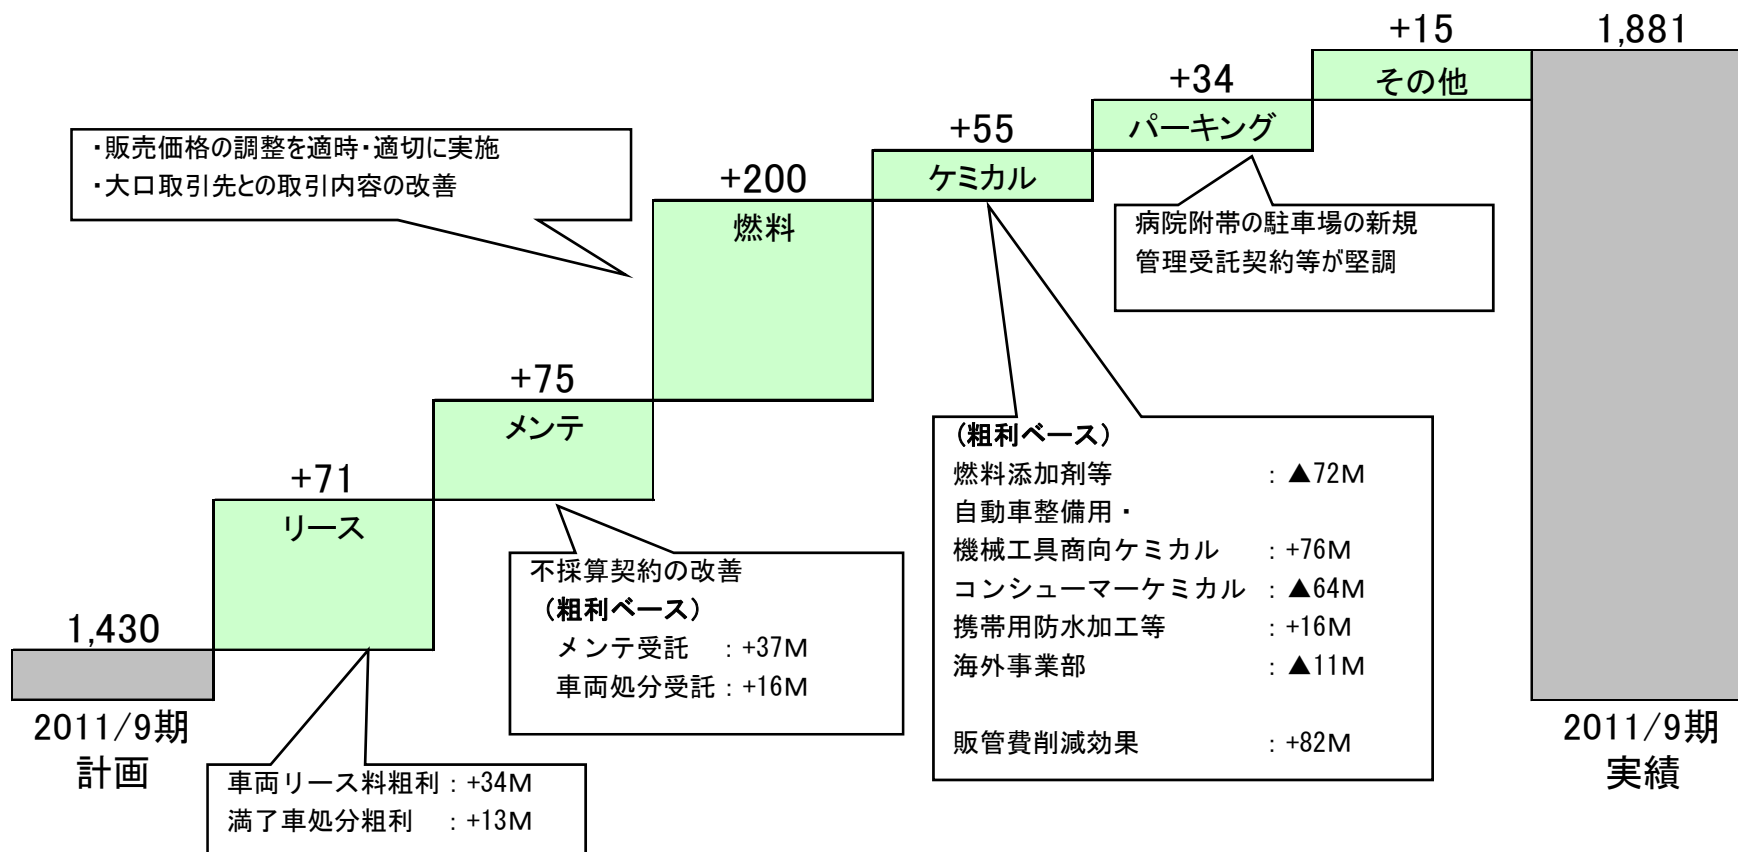 +15
1,881
その他
+34
パーキング
+55
ケミカル
・販売価格の調整を適時・適切に実施
・大口取引先との取引内容の改善
+200
燃料
病院附帯の駐車場の新規
管理受託契約等が堅調
+75
メンテ
+71
リース
(粗利ベース)
燃料添加剤等 : ▲72M
自動車整備用・
機械工具商向ケミカル : +76M
コンシューマーケミカル : ▲64M
携帯用防水加工等 : +16M
海外事業部 : ▲11M
販管費削減効果 : +82M
不採算契約の改善
(粗利ベース)
メンテ受託 : +37M
車両処分受託 : +16M
1,430
2011/9期
計画
車両リース料粗利 : +34M
満了車処分粗利 : +13M
2011/9期
実績